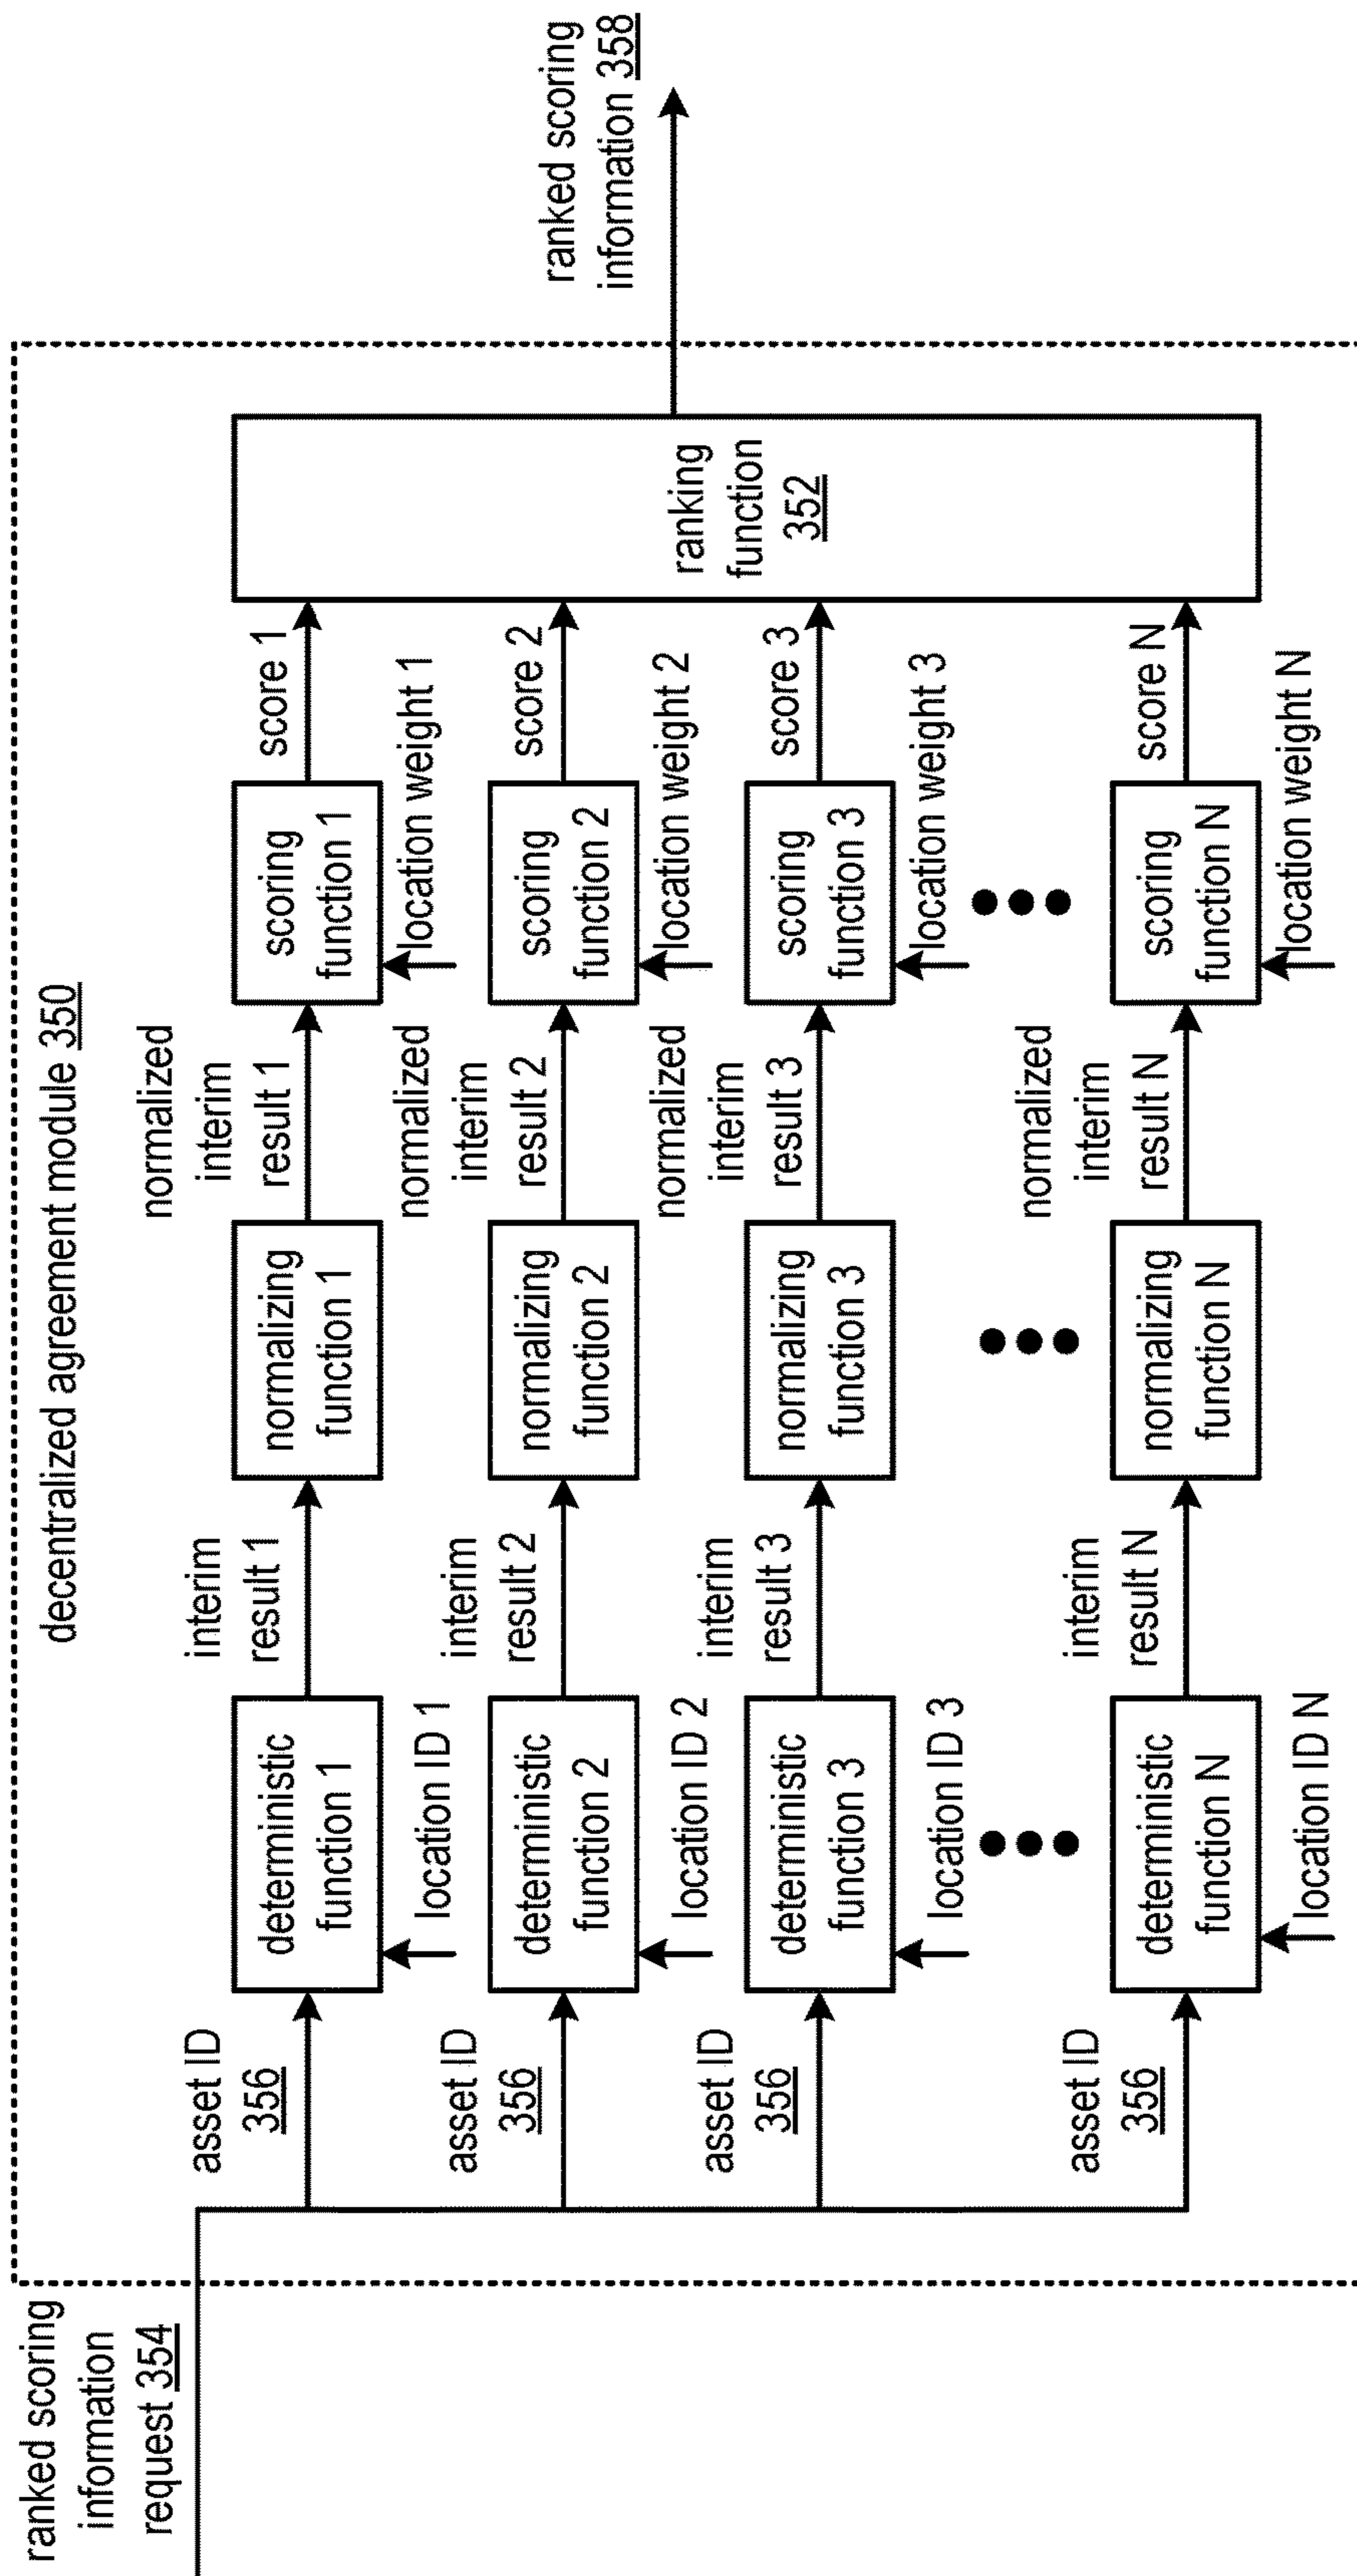 decentralized agreement module 350
ranked scoring
information
request 354
asset ID
356
deterministic
function 1
location ID 1
interim
result 1
normalizing
function 1
normalized
interim
result 1
scoring
function 1
location weight 1
score 1
asset ID
356
deterministic
function 2
location ID 2
interim
result 2
normalizing
function 2
normalized
interim
result 2
scoring
function 2
location weight 2
score 2
asset ID
356
deterministic
function 3
location ID 3
interim
result 3
normalizing
function 3
normalized
interim
result 3
scoring
function 3
location weight 3
score 3
asset ID
356
deterministic
function N
location ID N
interim
result N
normalizing
function N
normalized
interim
result N
scoring
function N
location weight N
score N
ranking
function
352
ranked scoring
information 358